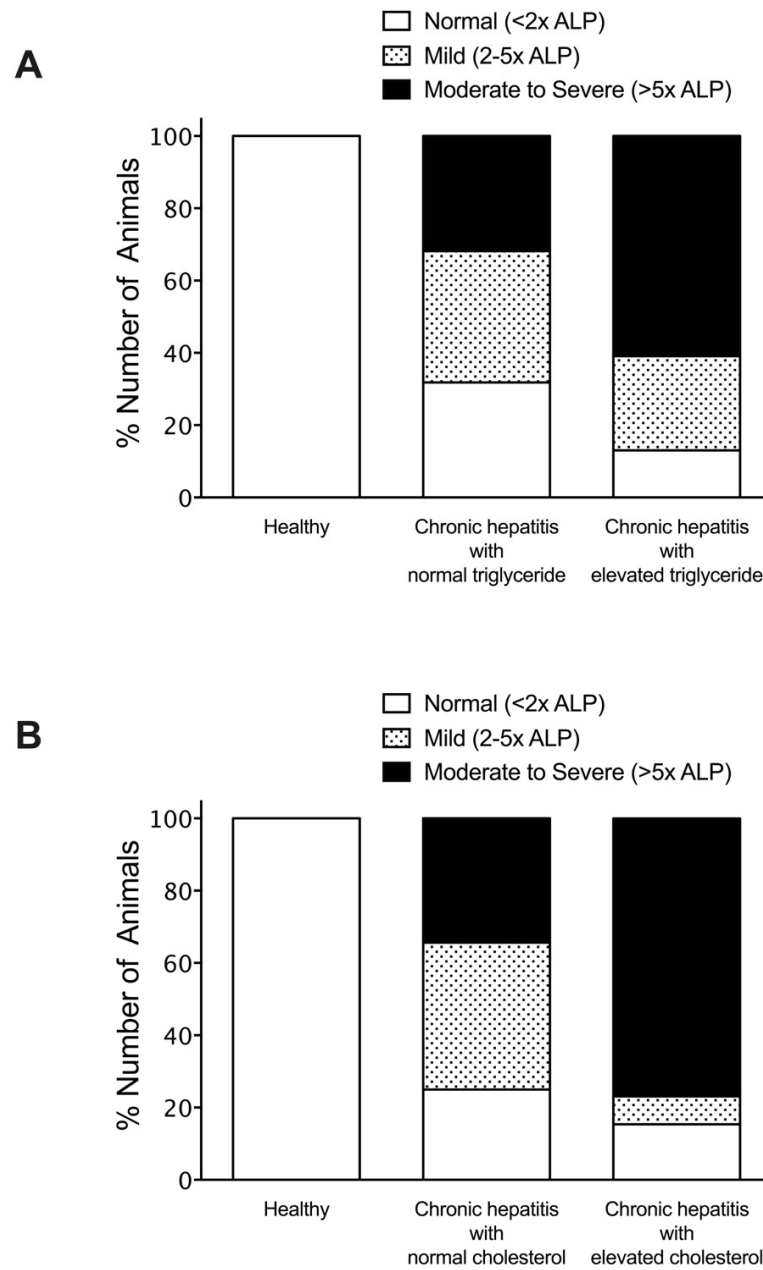 A
Normal (<2x ALP)
Mild (2-5x ALP)
Moderate to Severe (>5x ALP)
% Number of Animals
100
80
60
40
20
0
Healthy
Chronic hepatitis
with
normal triglyceride
Chronic hepatitis
with
elevated triglyceride
B
Normal (<2x ALP)
Mild (2-5x ALP)
Moderate to Severe (>5x ALP)
% Number of Animals
100
80
60
40
20
0
Healthy
Chronic hepatitis
with
normal cholesterol
Chronic hepatitis
with
elevated cholesterol